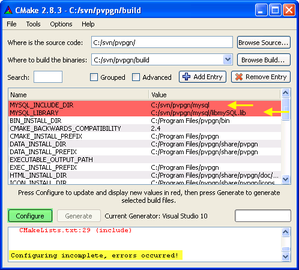 CMake 2.8.3 - C:/svn/pvpgn/build
File Tools Options Help
Where is the source code: C:/svn/pvpgn/ Browse Source...
Where to build the binaries: C:/svn/pvpgn/build Browse Build...
Search: Grouped Advanced Add Entry Remove Entry
Name Value
MYSQL_INCLUDE_DIR C:/svn/pvpgn/mysql
MYSQL_LIBRARY C:/svn/pvpgn/mysql/libmySQL.lib
BIN_INSTALL_DIR C:/Program Files/pvpgn/bin
CMAKE_BACKWARDS_COMPATIBILITY 2.4
CMAKE_INSTALL_PREFIX C:/Program Files/pvpgn
DATA_INSTALL_DIR C:/Program Files/pvpgn/share/pvpgn
DATA_INSTALL_DIR C:/Program Files/pvpgn/share/pvpgn
EXECUTABLE_OUTPUT_PATH
EXEC_INSTALL_PREFIX C:/Program Files/pvpgn
HTML_INSTALL_DIR C:/Program Files/pvpgn/share/doc/...
ICON_INSTALL_DIR C:/Program Files/pvpgn/share/icons
Press Configure to update and display new values in red, then press Generate to generate
selected build files.
Configure Generate Current Generator: Visual Studio 10
CMakeLists.txt:29 (include)
Configuring incomplete, errors occurred!